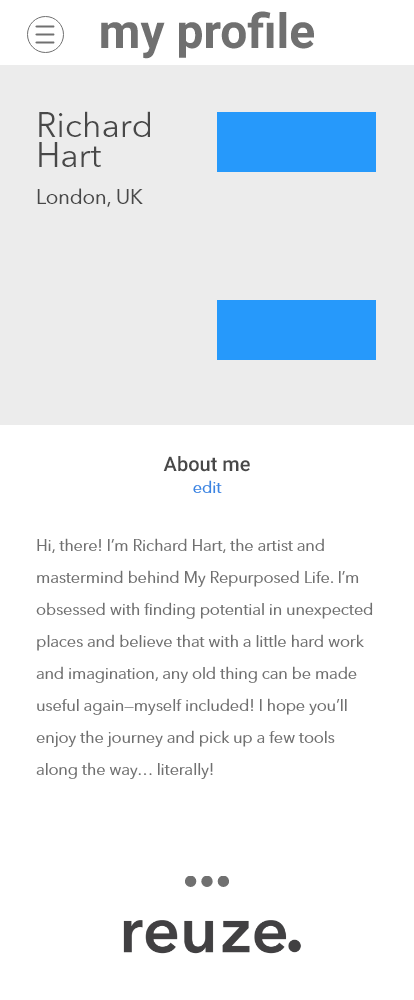 my profile
Richard
Hart
London, UK
About me
edit
Hi, there! I’m Richard Hart, the artist and
mastermind behind My Repurposed Life. I’m
obsessed with finding potential in unexpected
places and believe that with a little hard work
and imagination, any old thing can be made
useful again—myself included! I hope you’ll
enjoy the journey and pick up a few tools
along the way… literally!
reuze.